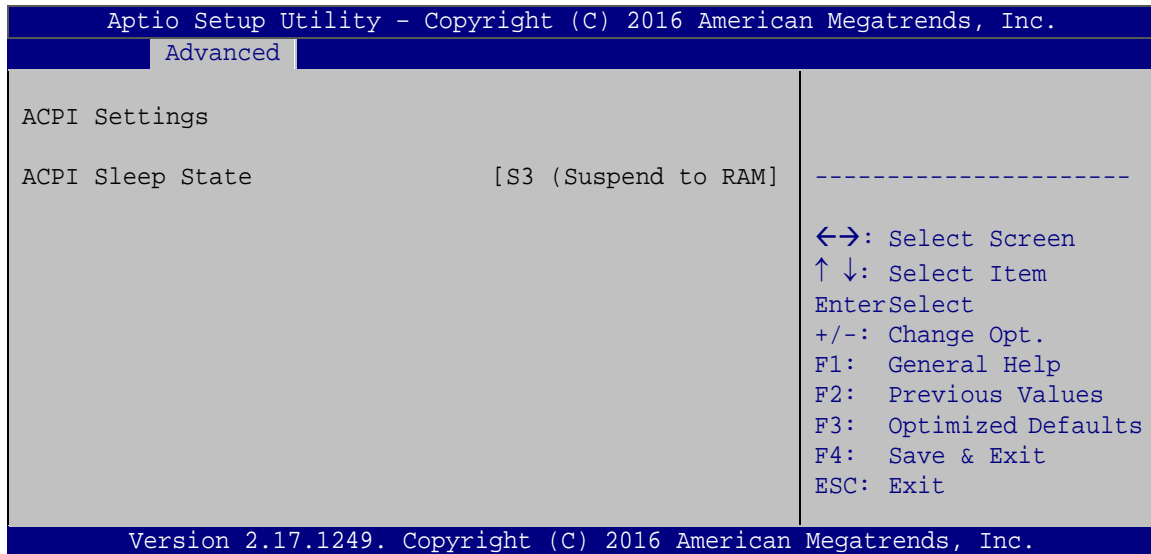 Aptio Setup Utility – Copyright (C) 2016 American Megatrends, Inc.
Advanced
ACPI Settings
ACPI Sleep State [S3 (Suspend to RAM]
----------------------
←→: Select Screen
↑ ↓: Select Item
EnterSelect
+/-: Change Opt.
F1: General Help
F2: Previous Values
F3: Optimized Defaults
F4: Save & Exit
ESC: Exit
Version 2.17.1249. Copyright (C) 2016 American Megatrends, Inc.